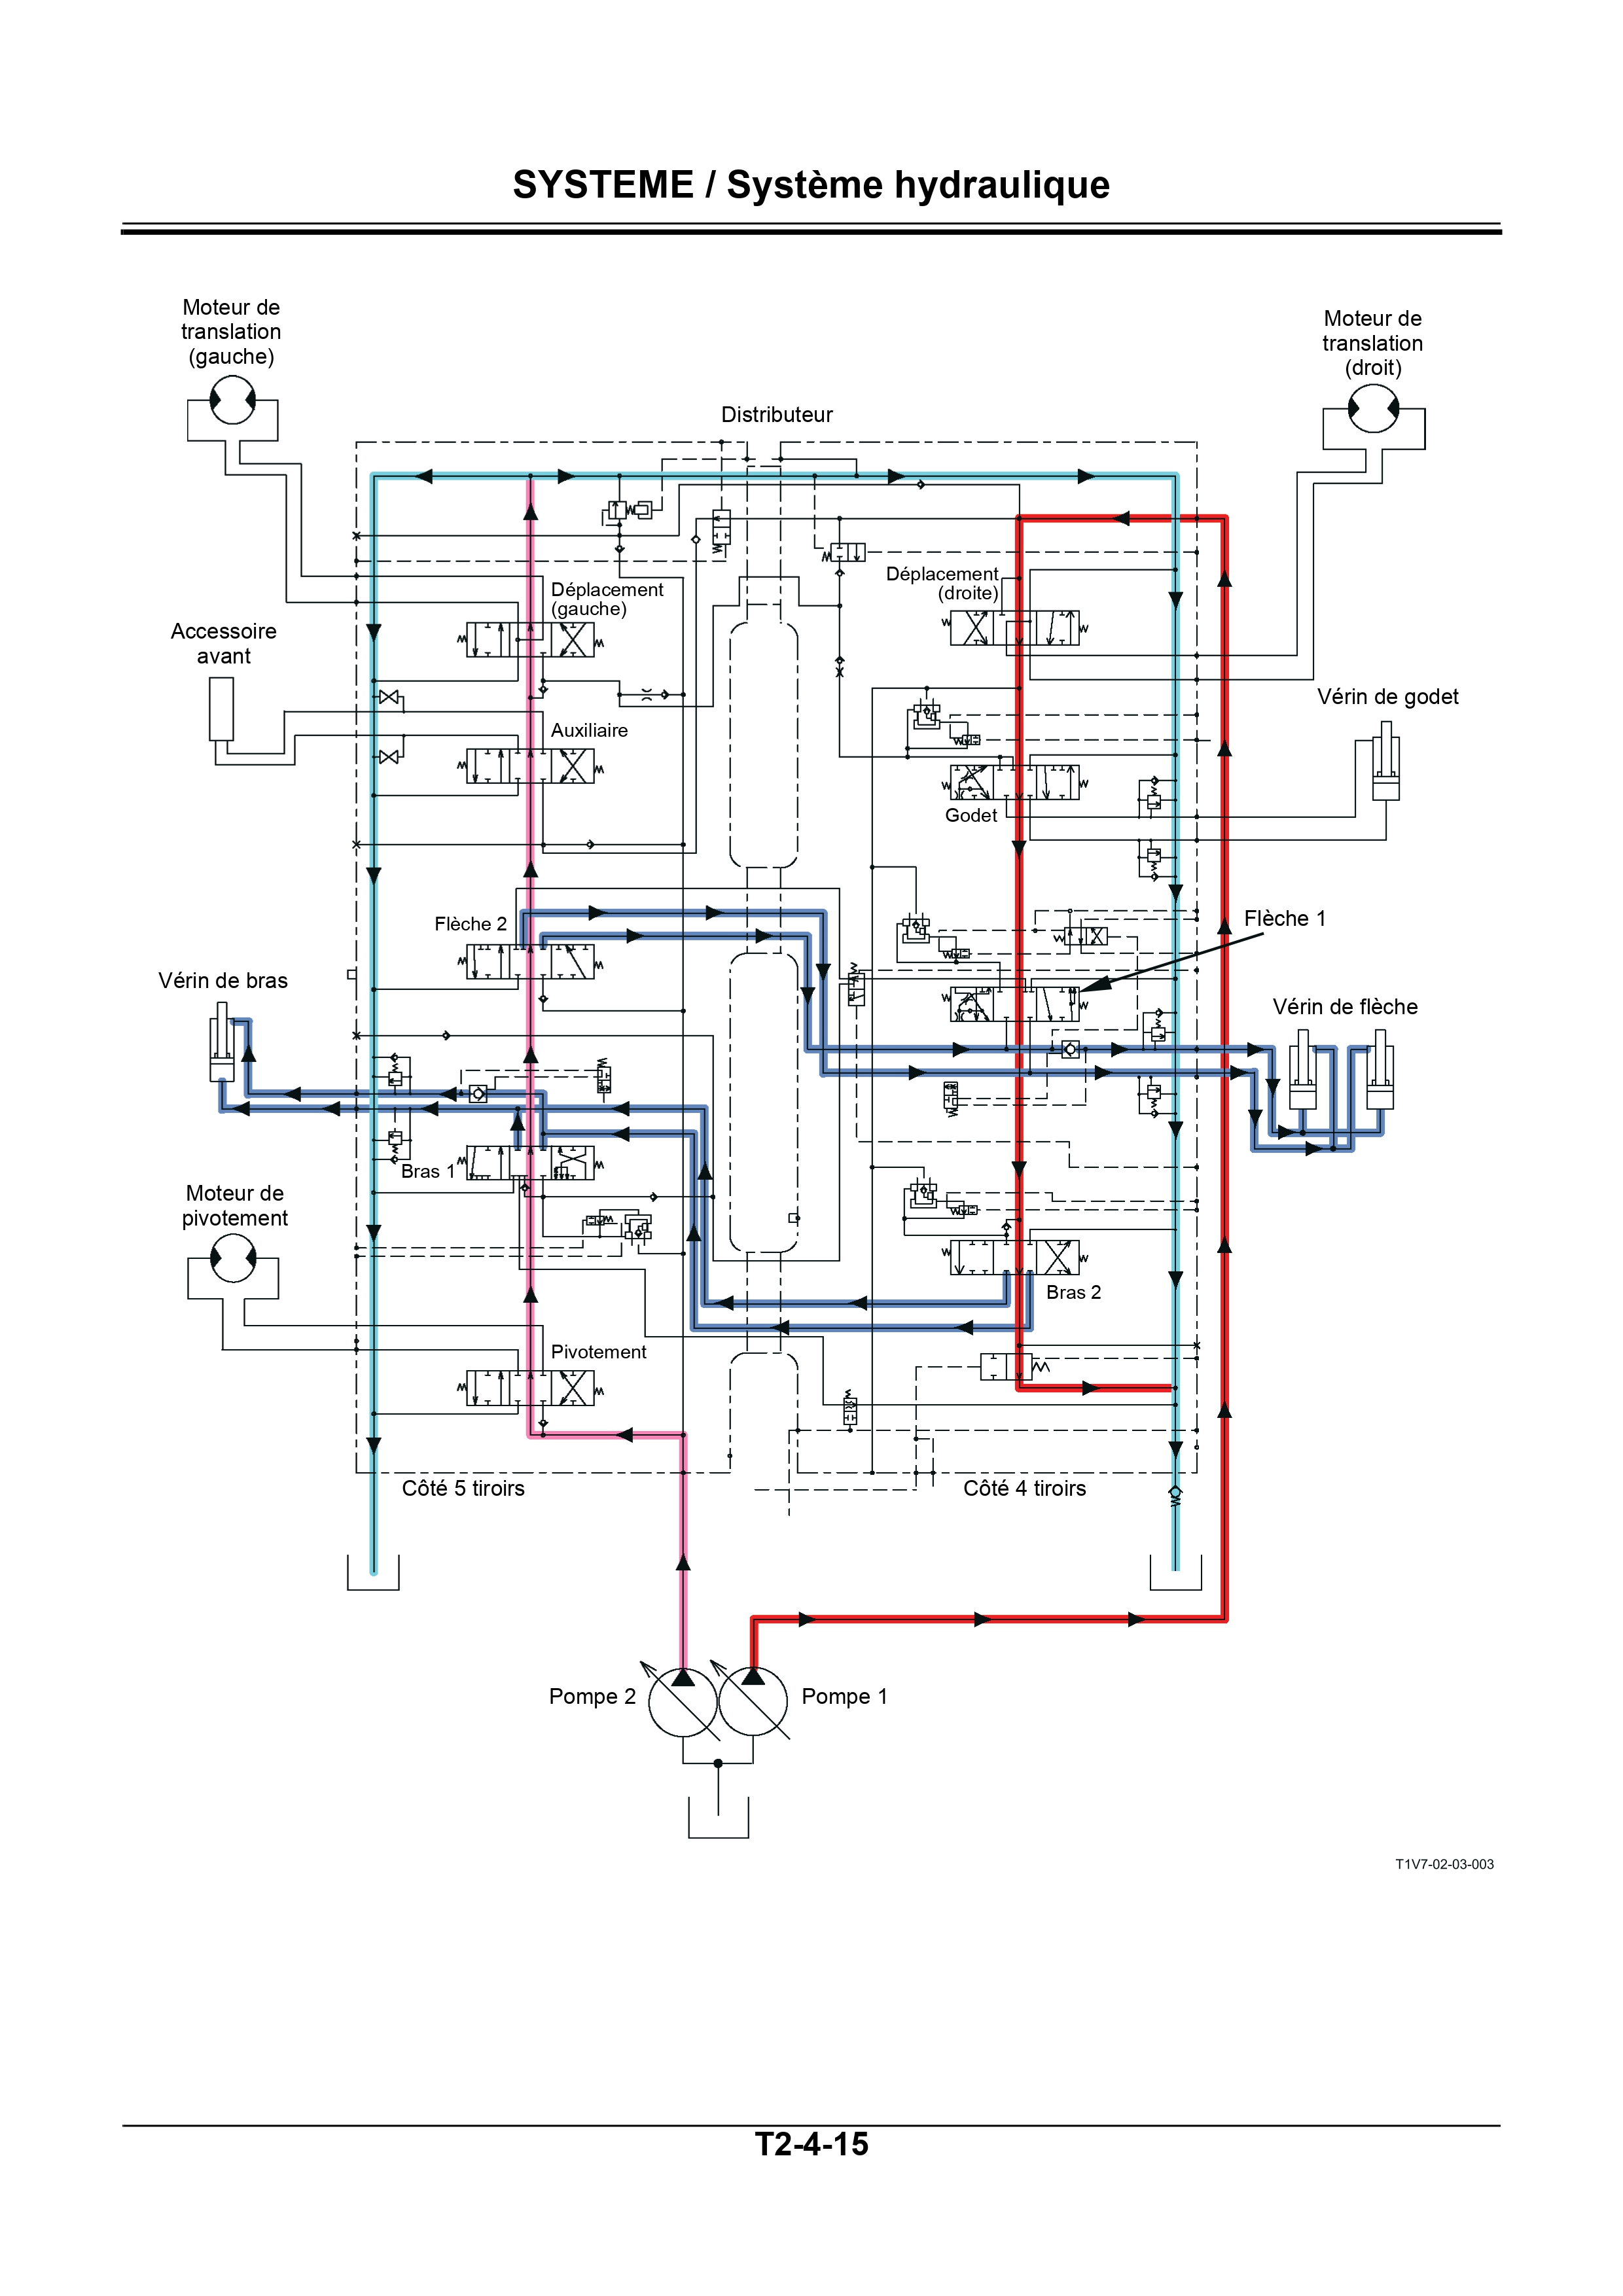 SYSTEME / Système hydraulique
Moteur de
translation
(gauche)
Moteur de
translation
(droit)
Distributeur
Déplacement
(gauche)
Déplacement
(droite)
Accessoire
avant
Vérin de godet
Auxiliaire
Godet
Flèche 2
Flèche 1
Vérin de bras
Vérin de flèche
Bras 1
Moteur de
pivotement
Bras 2
Pivotement
Côté 5 tiroirs
Côté 4 tiroirs
Pompe 2
Pompe 1
T1V7-02-03-003
T2-4-15